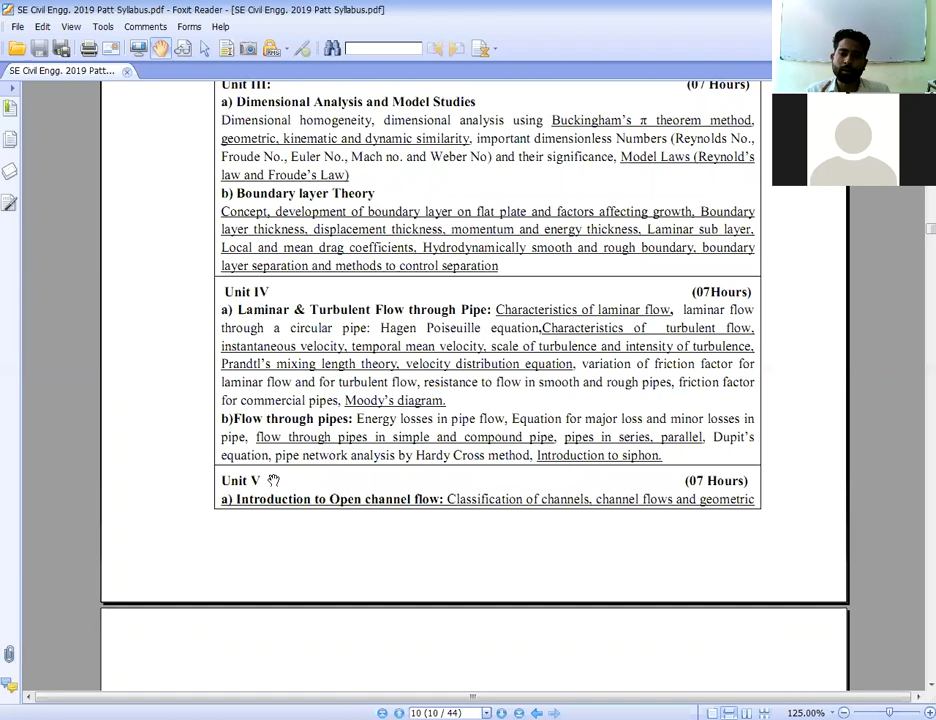 SE Civil Engg. 2019 Patt Syllabus.pdf - Foxit Reader - [SE Civil Engg. 2019 Patt Syllabus.pdf]
File Edit View Tools Comments Forms Help
SE Civil Engg. 2019 Patt...
Unit III: (07 Hours)
a) Dimensional Analysis and Model Studies
Dimensional homogeneity, dimensional analysis using Buckingham's π theorem method,
geometric, kinematic and dynamic similarity, important dimensionless Numbers (Reynolds No.,
Froude No., Euler No., Mach no. and Weber No) and their significance, Model Laws (Reynold's
law and Froude's Law)
b) Boundary layer Theory
Concept, development of boundary layer on flat plate and factors affecting growth, Boundary
layer thickness, displacement thickness, momentum and energy thickness, Laminar sub layer,
Local and mean drag coefficients, Hydrodynamically smooth and rough boundary, boundary
layer separation and methods to control separation
Unit IV (07Hours)
a) Laminar & Turbulent Flow through Pipe: Characteristics of laminar flow, laminar flow
through a circular pipe: Hagen Poiseuille equation,Characteristics of turbulent flow,
instantaneous velocity, temporal mean velocity, scale of turbulence and intensity of turbulence,
Prandtl's mixing length theory, velocity distribution equation, variation of friction factor for
laminar flow and for turbulent flow, resistance to flow in smooth and rough pipes, friction factor
for commercial pipes, Moody's diagram.
b)Flow through pipes: Energy losses in pipe flow, Equation for major loss and minor losses in
pipe, flow through pipes in simple and compound pipe, pipes in series, parallel, Dupit's
equation, pipe network analysis by Hardy Cross method, Introduction to siphon.
Unit V (07 Hours)
a) Introduction to Open channel flow: Classification of channels, channel flows and geometric
10 (10 / 44)
125.00%